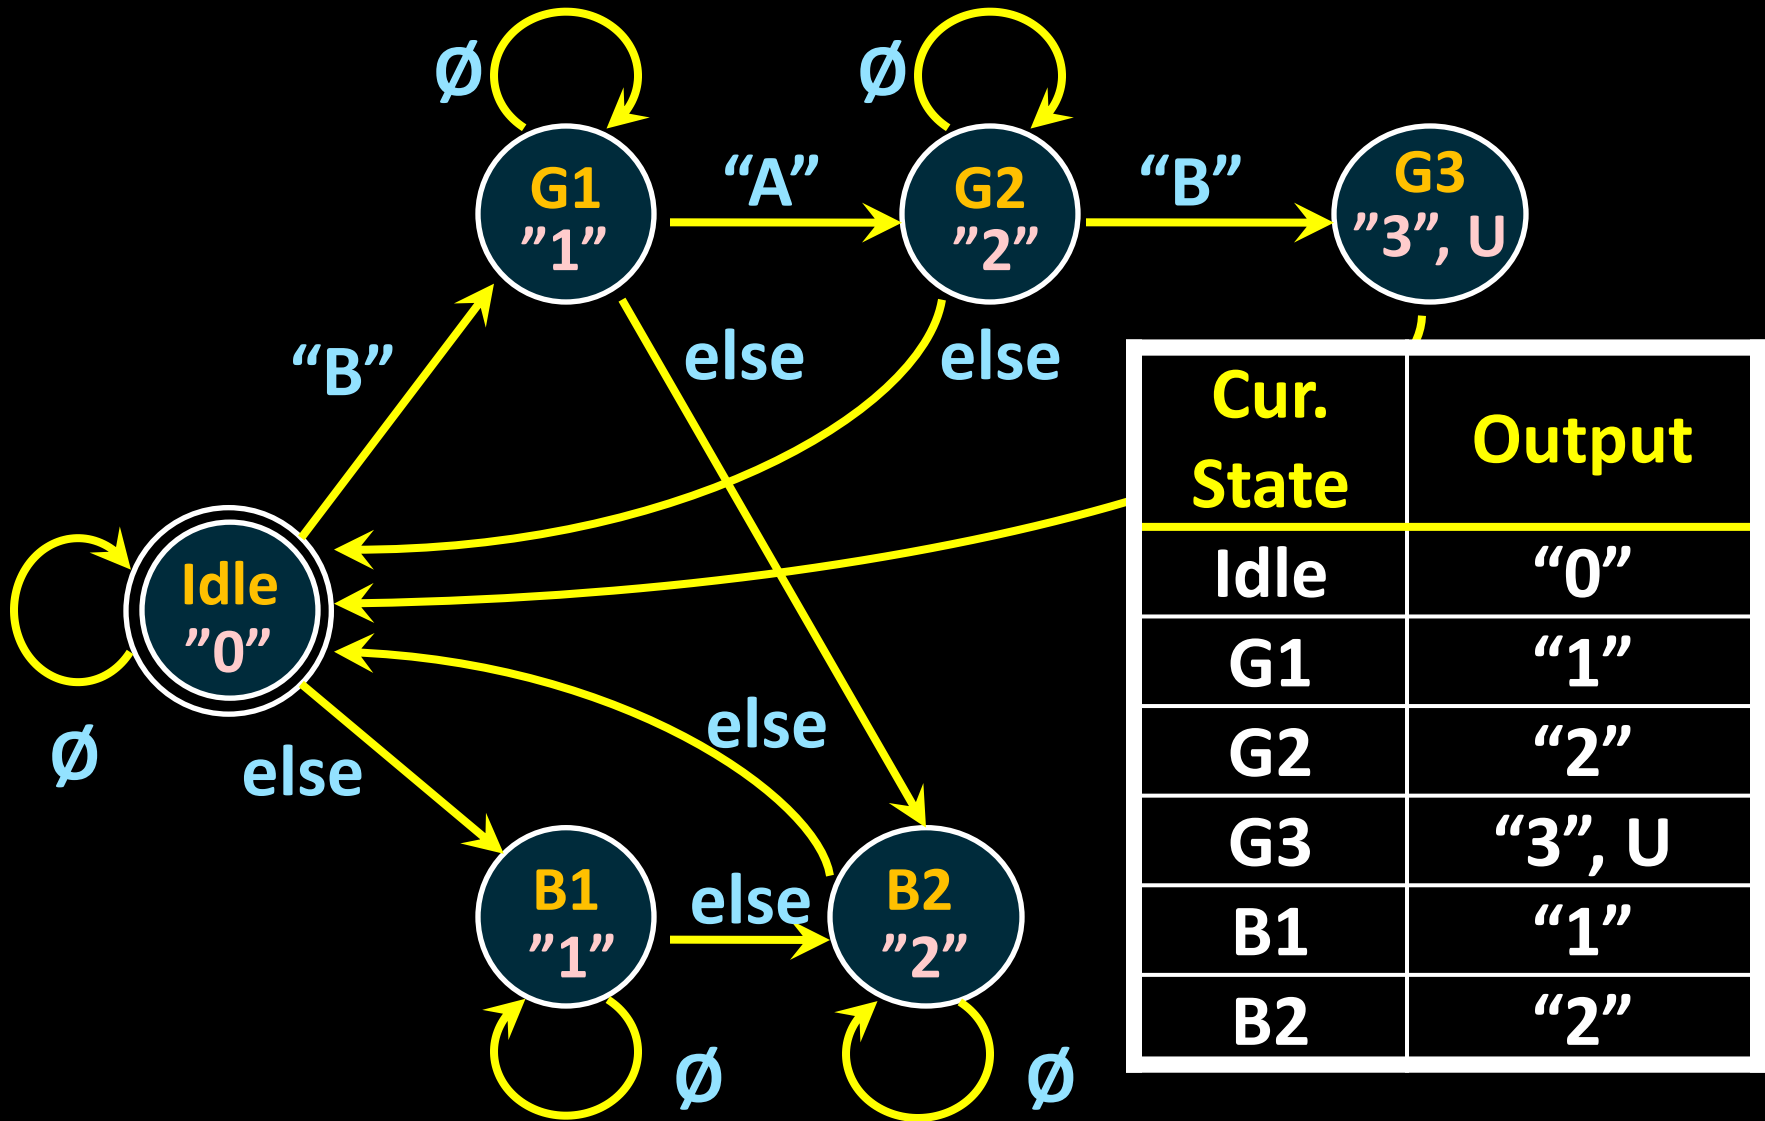 Ø
Ø
G1
”1”
“A”
G2
”2”
“B”
G3
”3”, U
“B”
else
else
Idle
”0”
Ø
else
else
B1
”1”
else
B2
”2”
Ø
Ø
Cur. State
Output
Idle
“0”
G1
“1”
G2
“2”
G3
“3”, U
B1
“1”
B2
“2”